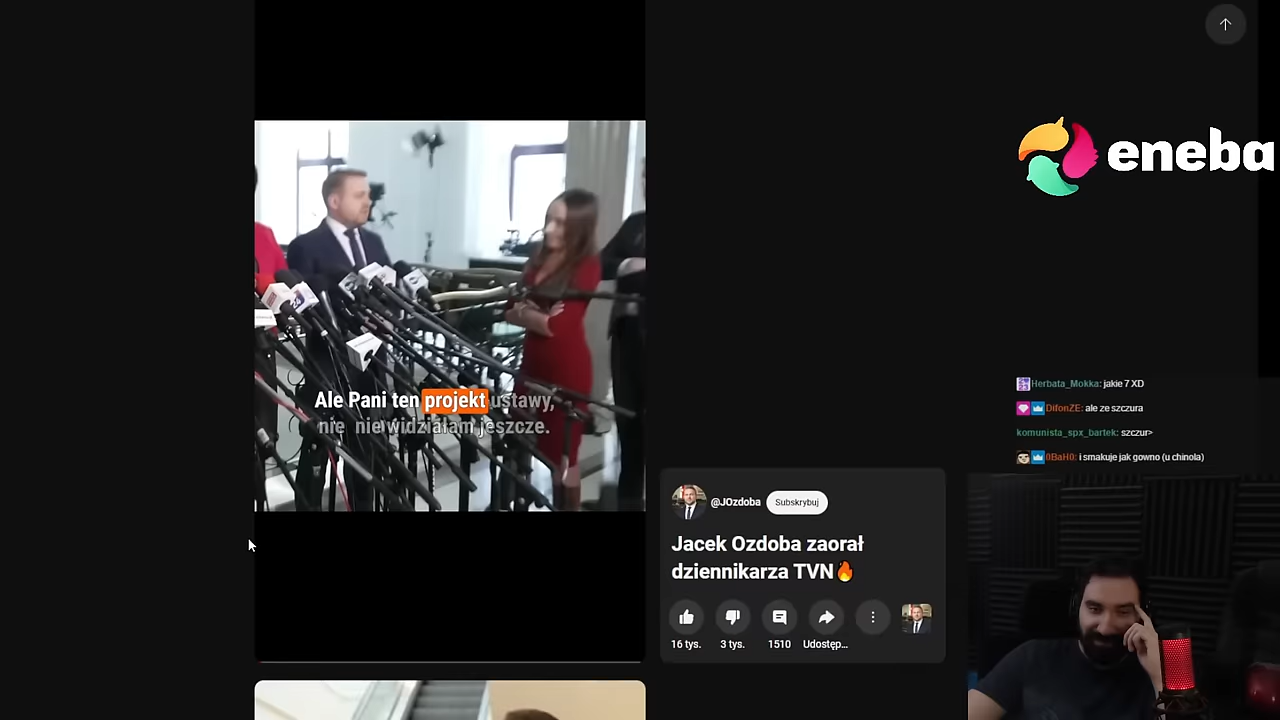 eneba
Herbata_Mokka: jakie 7 XD
DifonZE: ale ze szczura
komunista_spx_bartek: szczur>
0BaH0: i smakuje jak gowno (u chinola)
Ale Pani ten projekt ustawy,
nie nie widziałam jeszcze.
@JOzdoba Subskrybuj
Jacek Ozdoba zaorał
dziennikarza TVN🔥
16 tys. 3 tys. 1510 Udostęp...